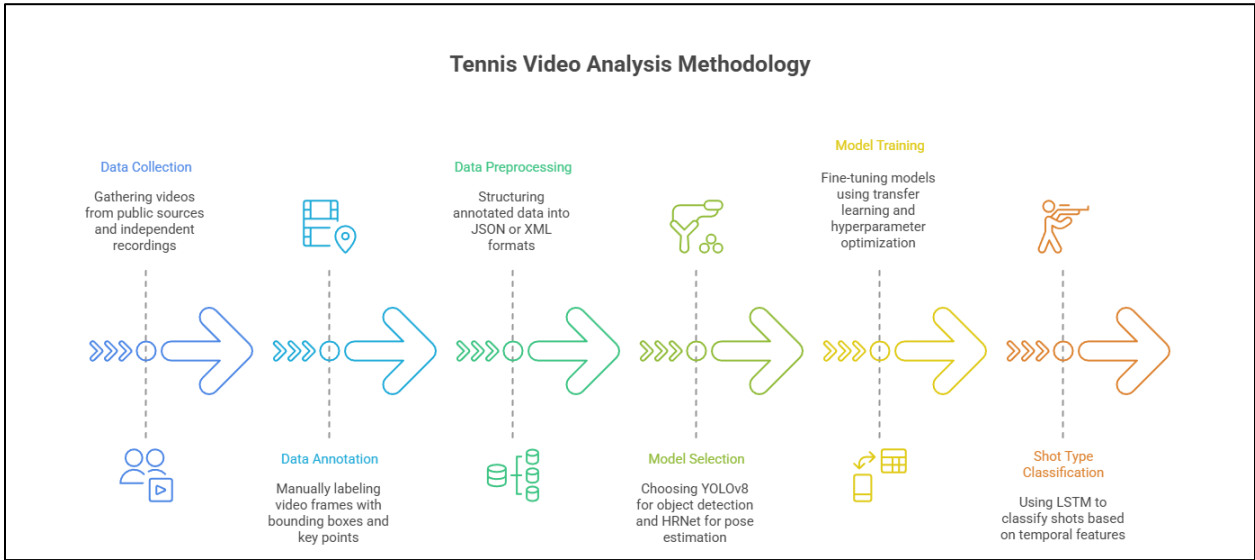 Tennis Video Analysis Methodology
Data Collection
Gathering videos
from public sources
and independent
recordings
Data Annotation
Manually labeling
video frames with
bounding boxes and
key points
Data Preprocessing
Structuring
annotated data into
JSON or XML
formats
Model Selection
Choosing YOLOv8
for object detection
and HRNet for pose
estimation
Model Training
Fine-tuning models
using transfer
learning and
hyperparameter
optimization
Shot Type
Classification
Using LSTM to
classify shots based
on temporal features